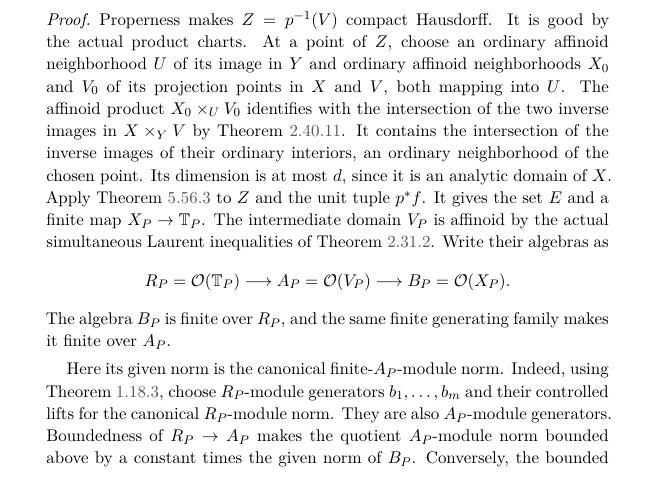 Proof. Properness makes Z = p⁻¹(V) compact Hausdorff. It is good by
the actual product charts. At a point of Z, choose an ordinary affinoid
neighborhood U of its image in Y and ordinary affinoid neighborhoods X₀
and V₀ of its projection points in X and V, both mapping into U. The
affinoid product X₀ ×_U V₀ identifies with the intersection of the two inverse
images in X ×_Y V by Theorem 2.40.11. It contains the intersection of the
inverse images of their ordinary interiors, an ordinary neighborhood of the
chosen point. Its dimension is at most d, since it is an analytic domain of X.
Apply Theorem 5.56.3 to Z and the unit tuple p*f. It gives the set E and a
finite map X_P → 𝕋_P. The intermediate domain V_P is affinoid by the actual
simultaneous Laurent inequalities of Theorem 2.31.2. Write their algebras as
R_P = 𝒪(𝕋_P) ⟶ A_P = 𝒪(V_P) ⟶ B_P = 𝒪(X_P).
The algebra B_P is finite over R_P, and the same finite generating family makes
it finite over A_P.
Here its given norm is the canonical finite-A_P-module norm. Indeed, using
Theorem 1.18.3, choose R_P-module generators b₁, . . . , b_m and their controlled
lifts for the canonical R_P-module norm. They are also A_P-module generators.
Boundedness of R_P → A_P makes the quotient A_P-module norm bounded
above by a constant times the given norm of B_P. Conversely, the bounded